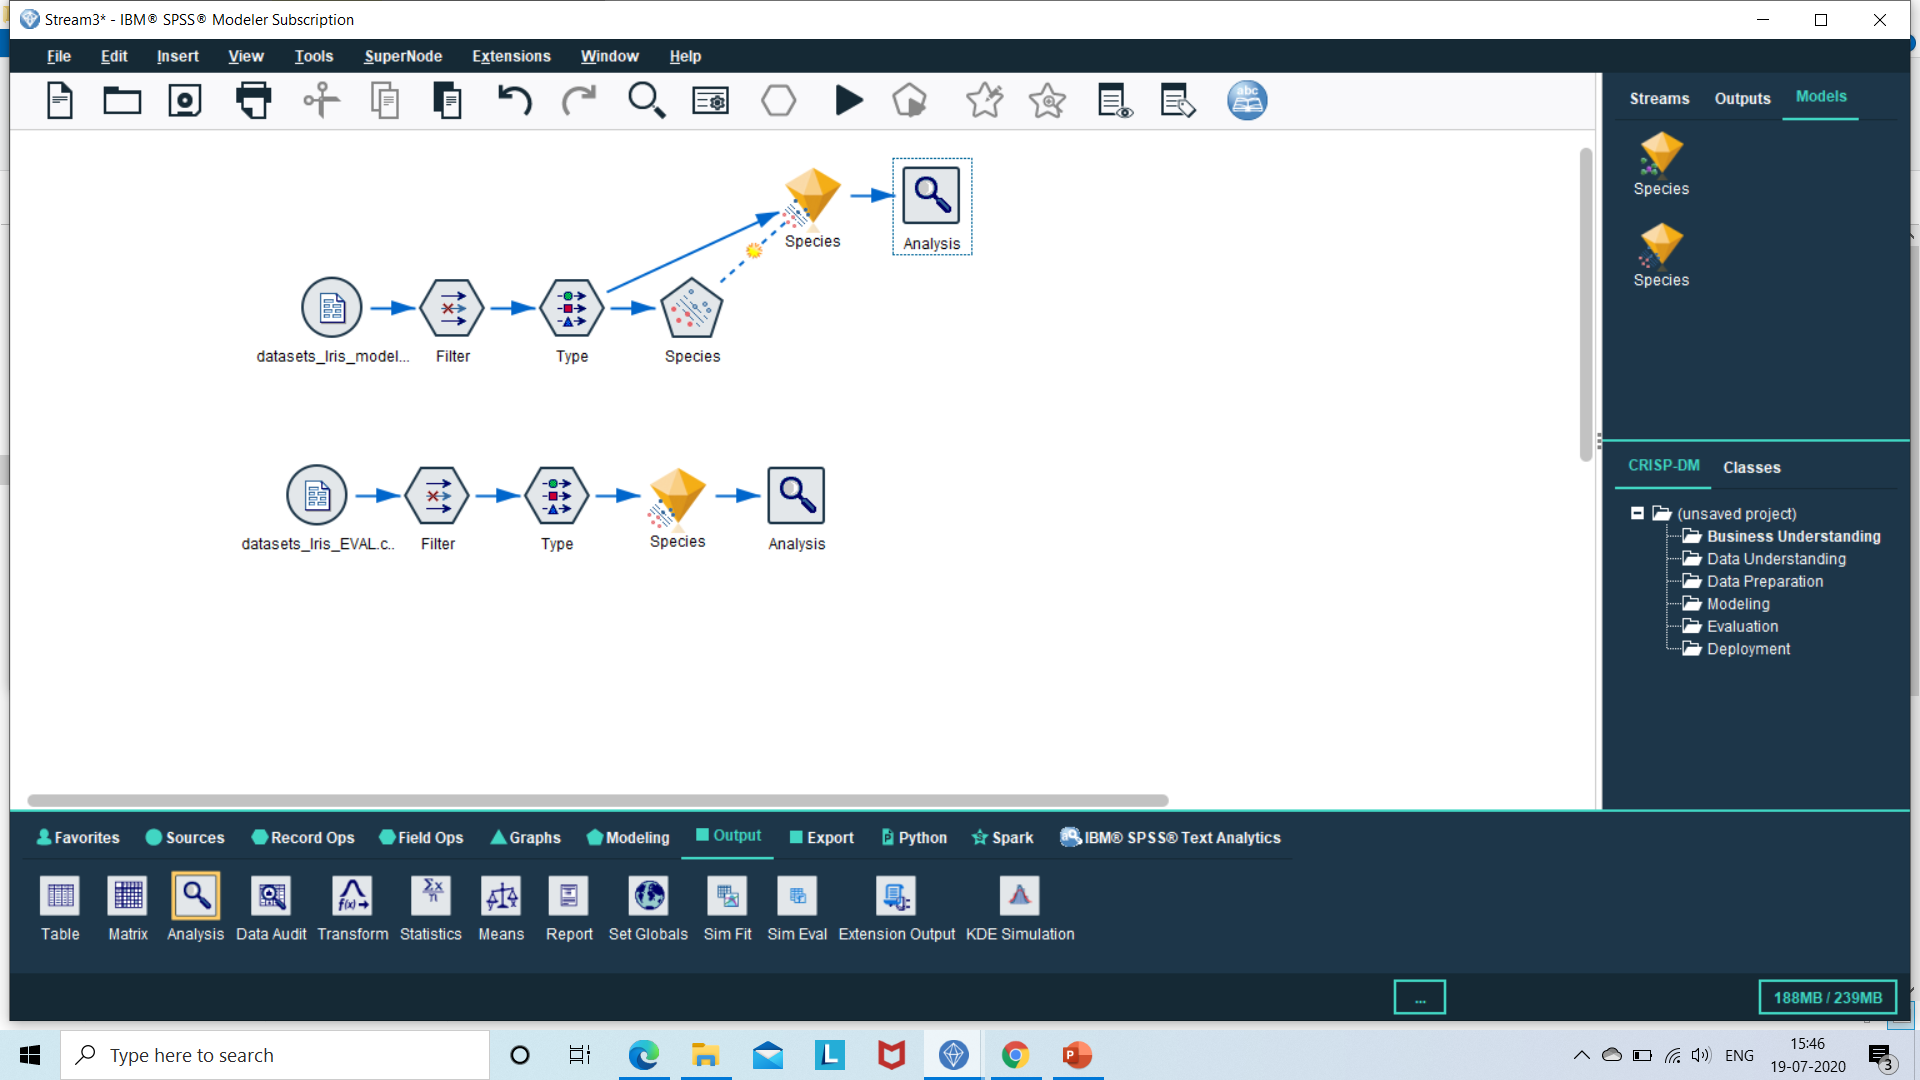 Stream3* - IBM® SPSS® Modeler Subscription
File Edit Insert View Tools SuperNode Extensions Window Help
abc
Streams Outputs Models
Species
Species
Species
Analysis
datasets_Iris_model... Filter Type Species
datasets_Iris_EVAL.c.. Filter Type Species Analysis
CRISP-DM Classes
(unsaved project)
Business Understanding
Data Understanding
Data Preparation
Modeling
Evaluation
Deployment
Favorites Sources Record Ops Field Ops Graphs Modeling Output Export Python Spark IBM® SPSS® Text Analytics
Table Matrix Analysis Data Audit Transform Statistics Means Report Set Globals Sim Fit Sim Eval Extension Output KDE Simulation
... 188MB / 239MB
Type here to search
ENG
15:46
19-07-2020
3